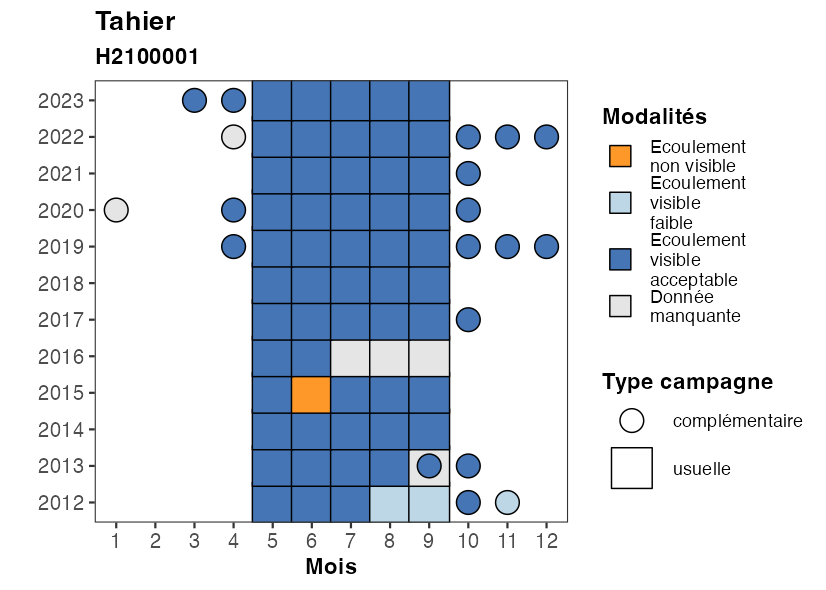 Tahier
H2100001
2023
2022
2021
2020
2019
2018
2017
2016
2015
2014
2013
2012
1 2 3 4 5 6 7 8 9 10 11 12
Mois
Modalités
Ecoulement
non visible
Ecoulement
visible
faible
Ecoulement
visible
acceptable
Donnée
manquante
Type campagne
complémentaire
usuelle